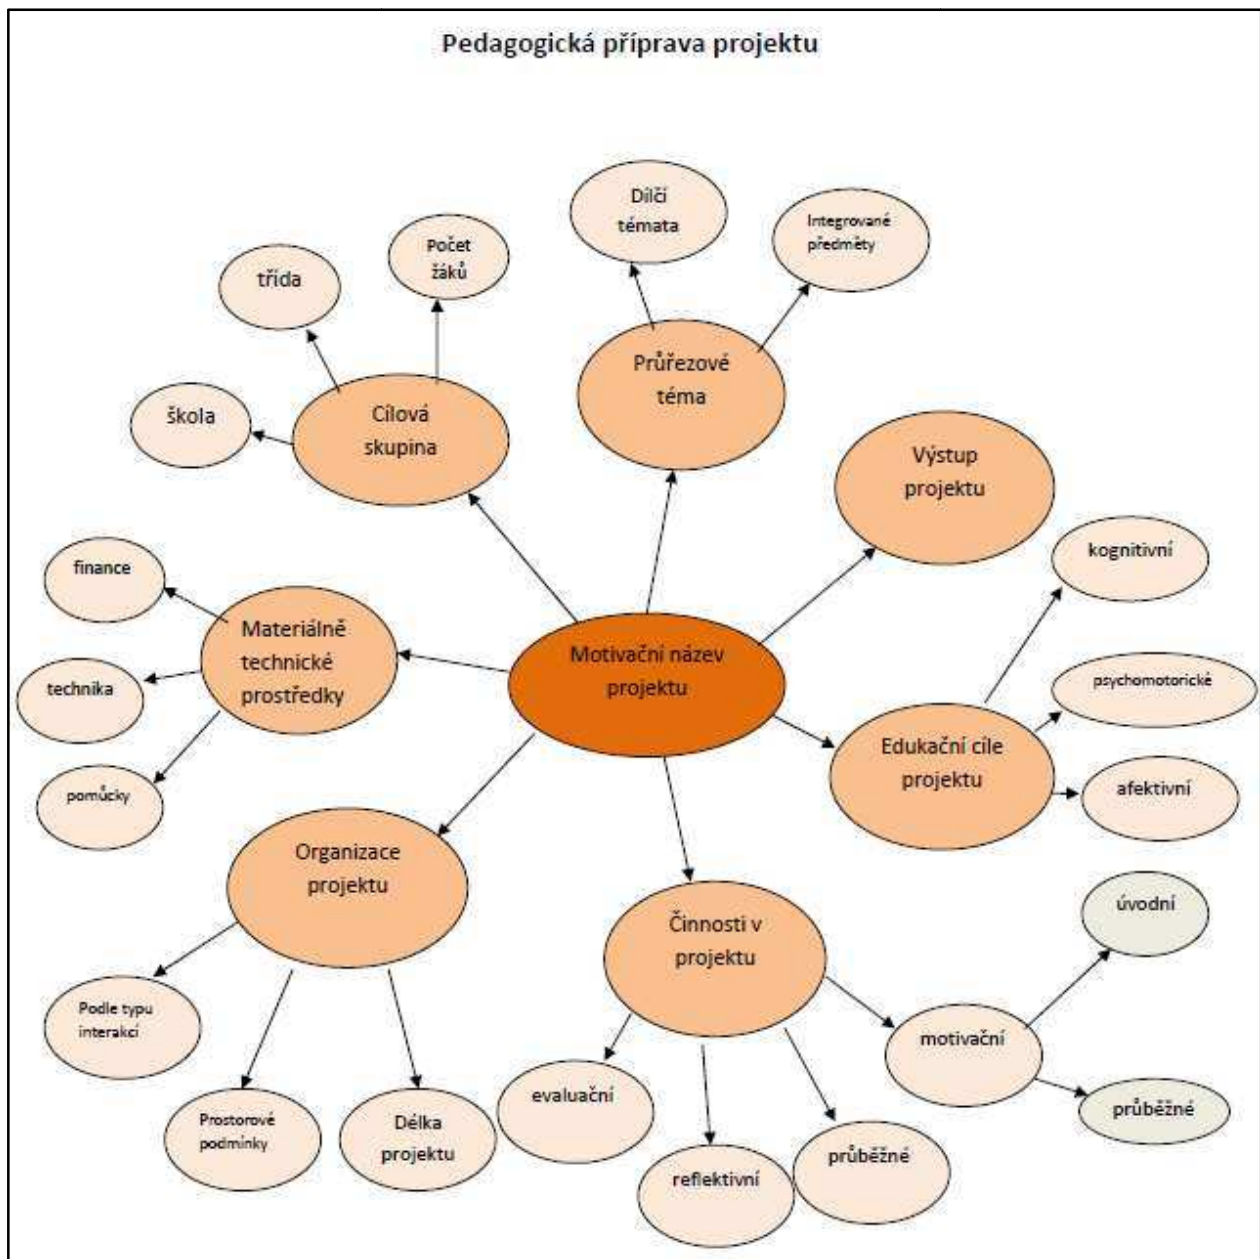 Pedagogická příprava projektu
Dílčí
témata
Integrované
předměty
Počet
žáků
třída
Průřezové
téma
škola
Cílová
skupina
Výstup
projektu
kognitivní
finance
Materiálně
technické
prostředky
Motivační název
projektu
technika
psychomotorické
Edukační cíle
projektu
afektivní
pomůcky
Organizace
projektu
úvodní
Činnosti v
projektu
Podle typu
interakcí
motivační
evaluační
průběžné
Prostorové
podmínky
Délka
projektu
průběžné
reflektivní